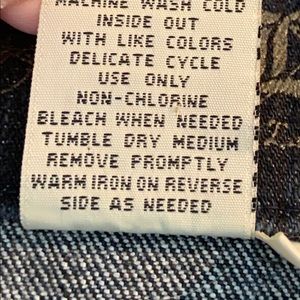 MACHINE WASH COLD
INSIDE OUT
WITH LIKE COLORS
DELICATE CYCLE
USE ONLY
NON-CHLORINE
BLEACH WHEN NEEDED
TUMBLE DRY MEDIUM
REMOVE PROMPTLY
WARM IRON ON REVERSE
SIDE AS NEEDED